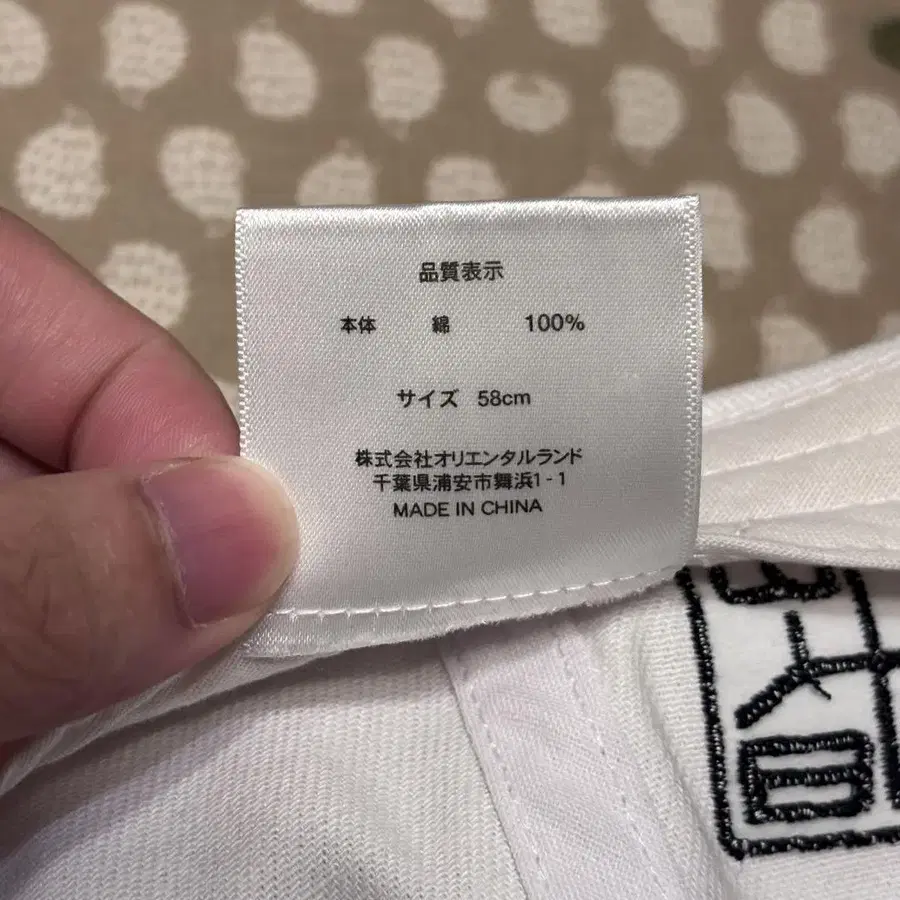 品質表示
本体 綿 100%
サイズ 58cm
株式会社オリエンタルランド
千葉県浦安市舞浜1-1
MADE IN CHINA